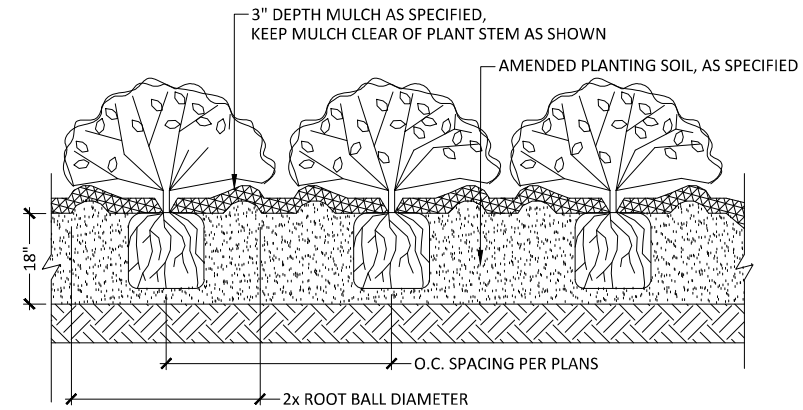 3" DEPTH MULCH AS SPECIFIED,
KEEP MULCH CLEAR OF PLANT STEM AS SHOWN
AMENDED PLANTING SOIL, AS SPECIFIED
18"
O.C. SPACING PER PLANS
2x ROOT BALL DIAMETER